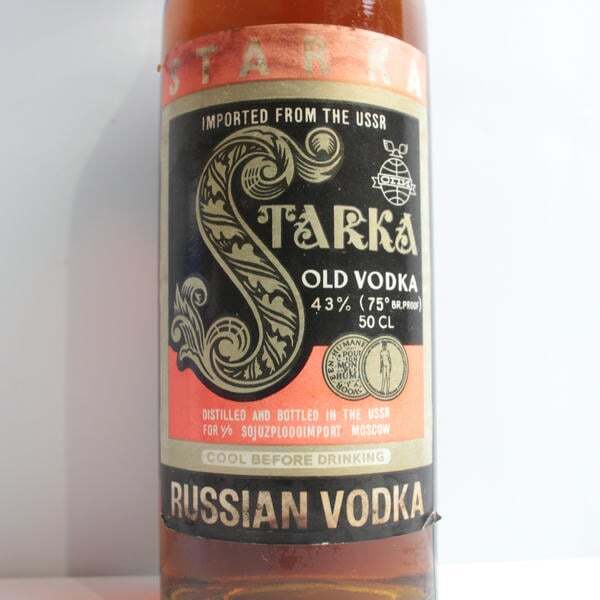 STARKA
IMPORTED FROM THE USSR
STARKA
OLD VODKA
43% (75° BR.PROOF)
50 CL
DISTILLED AND BOTTLED IN THE USSR
FOR V/O SOJUZPLODOIMPORT MOSCOW
COOL BEFORE DRINKING
RUSSIAN VODKA